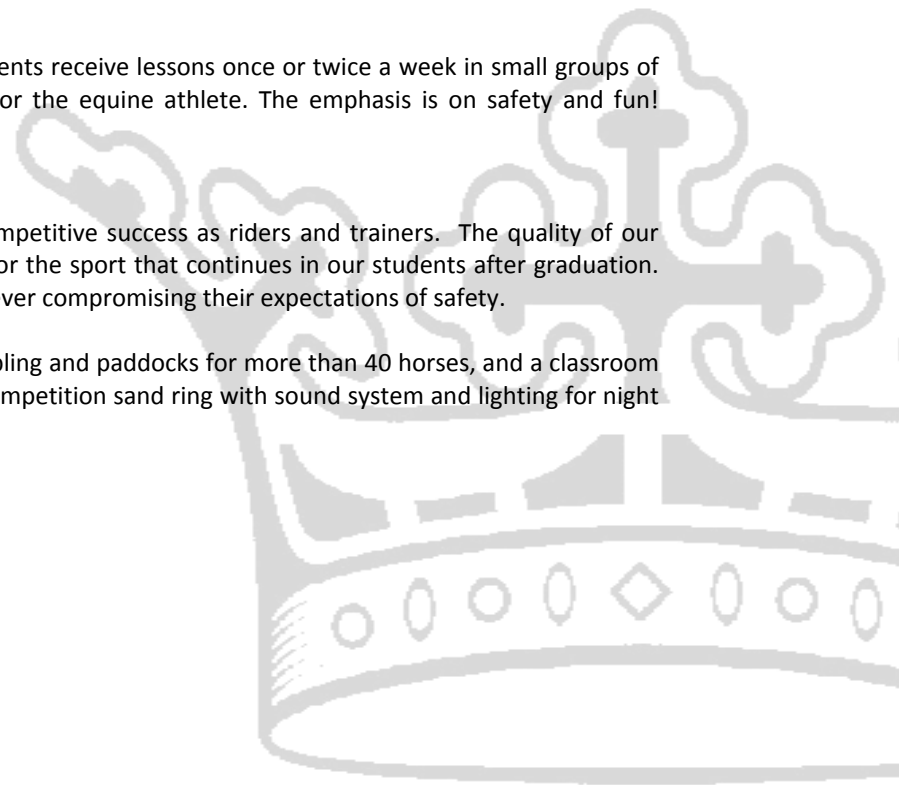 ents receive lessons once or twice a week in small groups of
or the equine athlete. The emphasis is on safety and fun!
mpetitive success as riders and trainers. The quality of our
or the sport that continues in our students after graduation.
ever compromising their expectations of safety.
bling and paddocks for more than 40 horses, and a classroom
ompetition sand ring with sound system and lighting for night